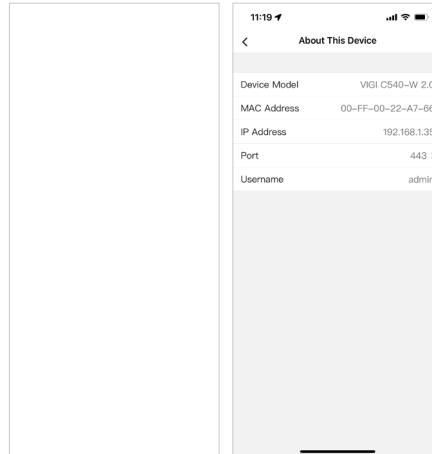 11:19
About This Device
Device Model VIGI C540-W 2.0
MAC Address 00-FF-00-22-A7-66
IP Address 192.168.1.35
Port 443
Username admin